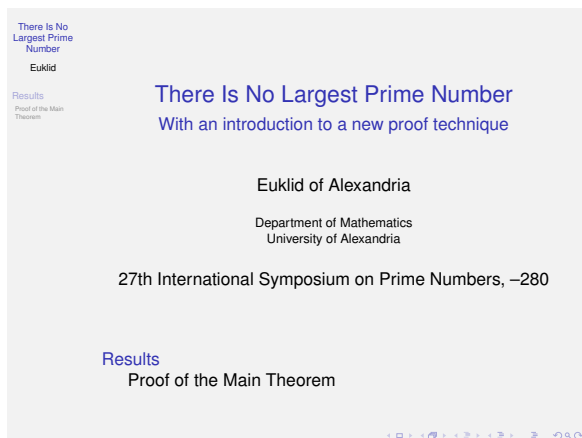 There Is No
Largest Prime
Number
Euklid
Results
Proof of the Main
Theorem
There Is No Largest Prime Number
With an introduction to a new proof technique
Euklid of Alexandria
Department of Mathematics
University of Alexandria
27th International Symposium on Prime Numbers, –280
Results
Proof of the Main Theorem